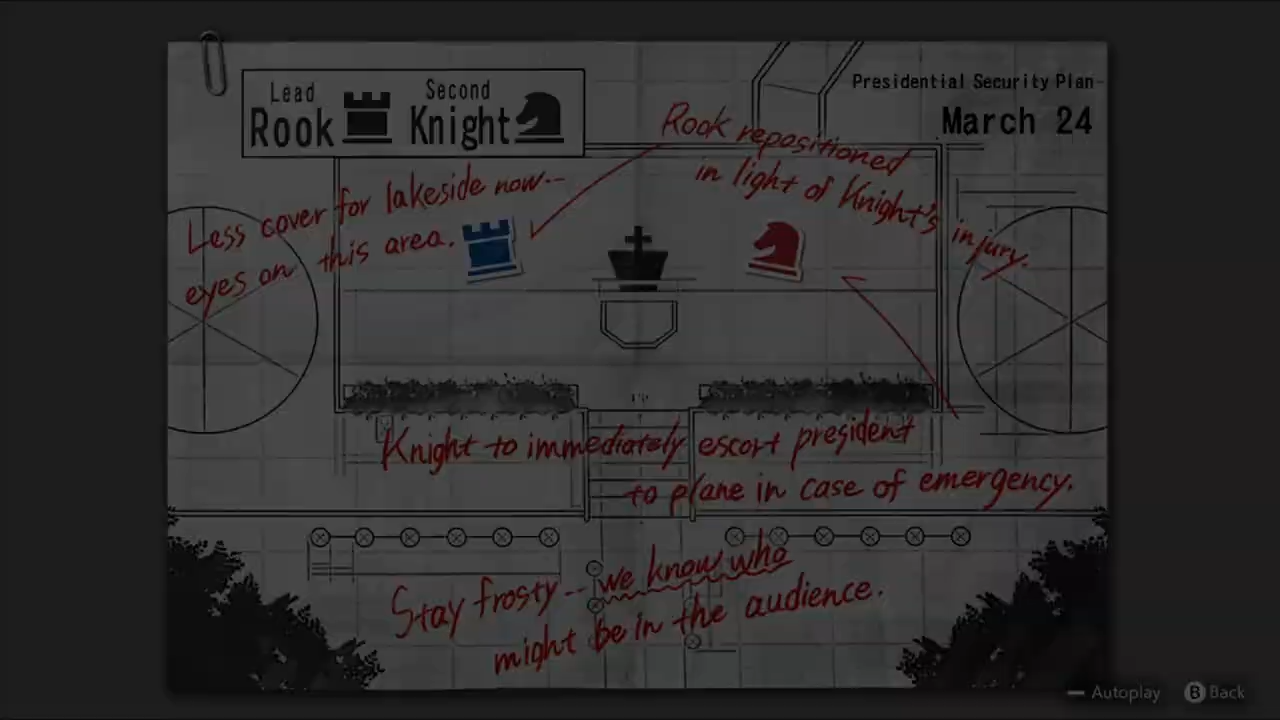 Lead
Rook
Second
Knight
Presidential Security Plan
March 24
Rook repositioned
in light of Knight's injury.
Less cover for lakeside now--
eyes on this area.
Knight to immediately escort president
to plane in case of emergency.
Stay frosty-- we know who
might be in the audience.
Autoplay
B Back